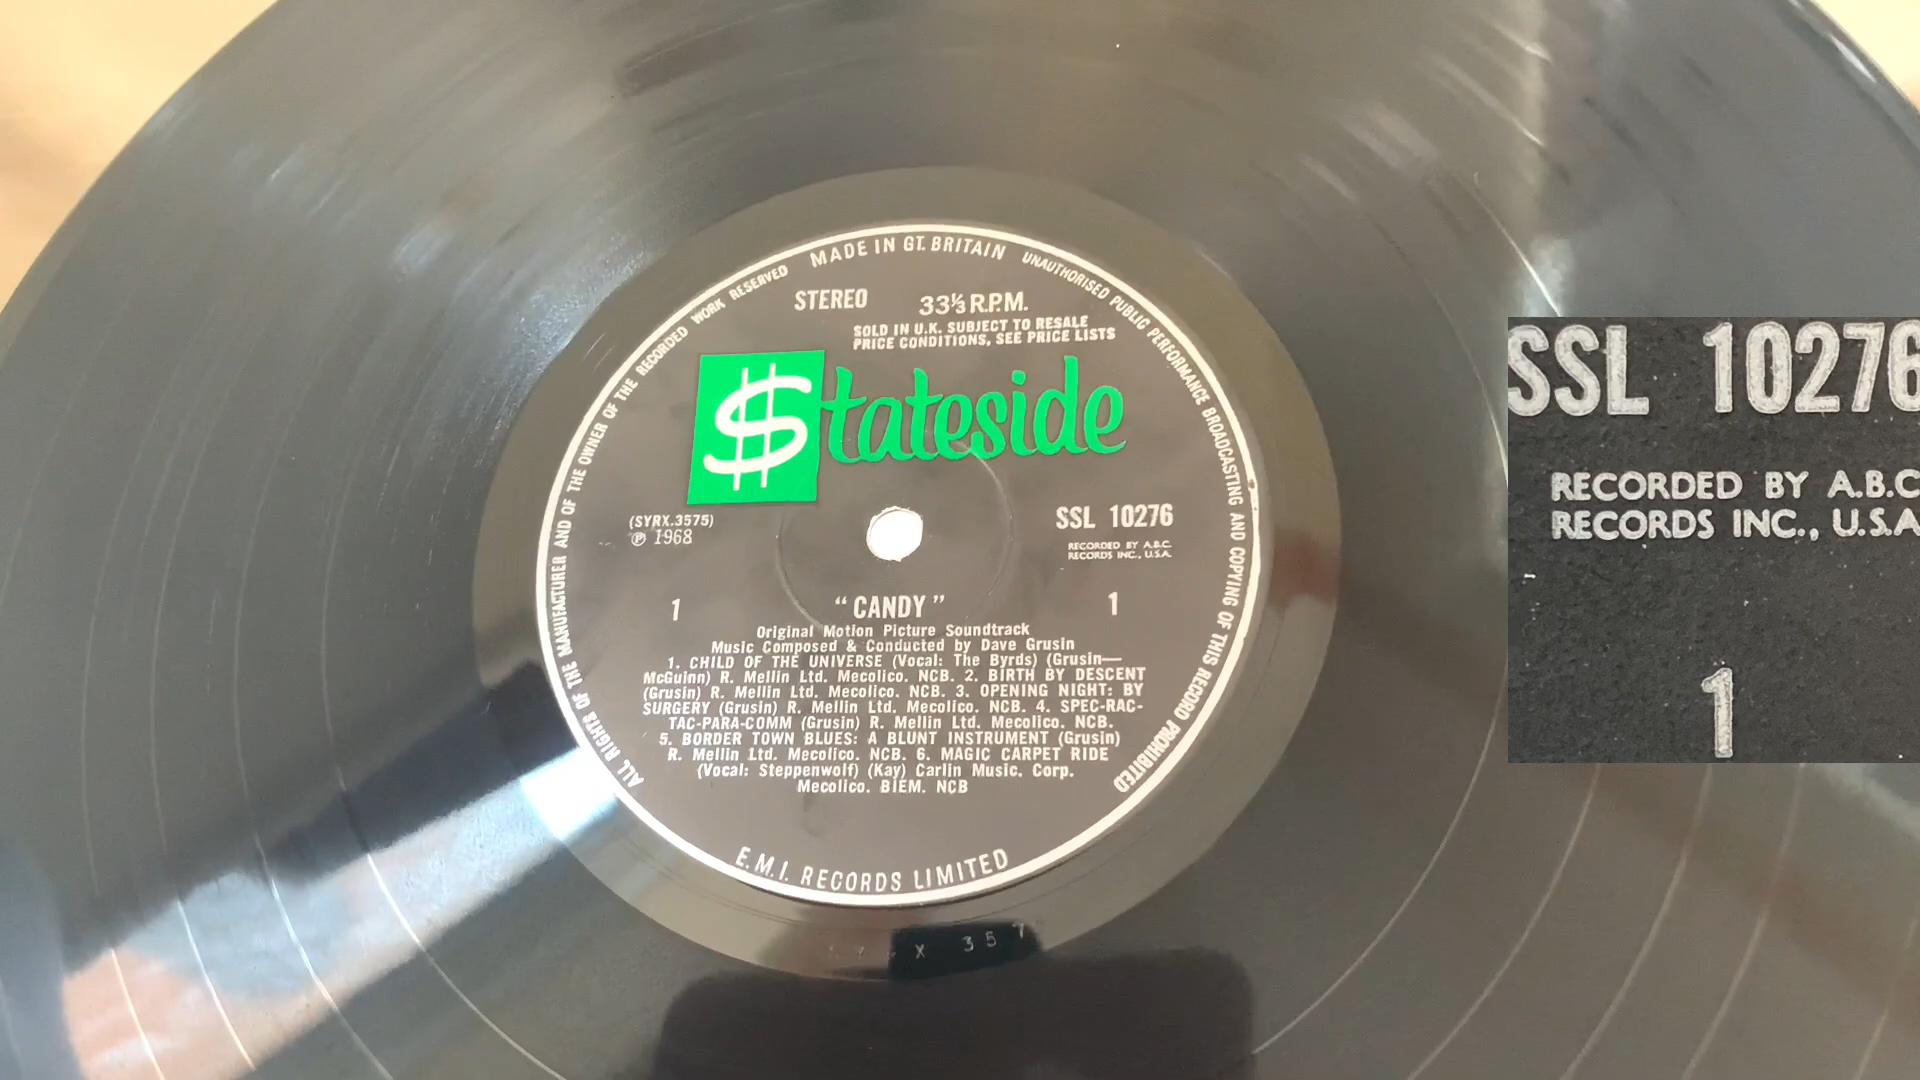 MADE IN GT. BRITAIN
UNAUTHORISED PUBLIC PERFORMANCE BROADCASTING AND COPYING OF THIS RECORD PROHIBITED
ALL RIGHTS OF THE MANUFACTURER AND OF THE OWNER OF THE RECORDED WORK RESERVED
STEREO 33⅓ R.P.M.
SOLD IN U.K. SUBJECT TO RESALE
PRICE CONDITIONS, SEE PRICE LISTS
$tateside
(SYRX.3575)
℗ 1968
SSL 10276
RECORDED BY A.B.C.
RECORDS INC., U.S.A.
1 "CANDY" 1
Original Motion Picture Soundtrack
Music Composed & Conducted by Dave Grusin
1. CHILD OF THE UNIVERSE (Vocal: The Byrds) (Grusin—
McGuinn) R. Mellin Ltd. Mecolico. NCB. 2. BIRTH BY DESCENT
(Grusin) R. Mellin Ltd. Mecolico. NCB. 3. OPENING NIGHT: BY
SURGERY (Grusin) R. Mellin Ltd. Mecolico. NCB. 4. SPEC-RAC-
TAC-PARA-COMM (Grusin) R. Mellin Ltd. Mecolico. NCB.
5. BORDER TOWN BLUES: A BLUNT INSTRUMENT (Grusin)
R. Mellin Ltd. Mecolico. NCB. 6. MAGIC CARPET RIDE
(Vocal: Steppenwolf) (Kay) Carlin Music. Corp.
Mecolico. BIEM. NCB
E.M.I. RECORDS LIMITED
X 357
SSL 10276
RECORDED BY A.B.C
RECORDS INC., U.S.A
1